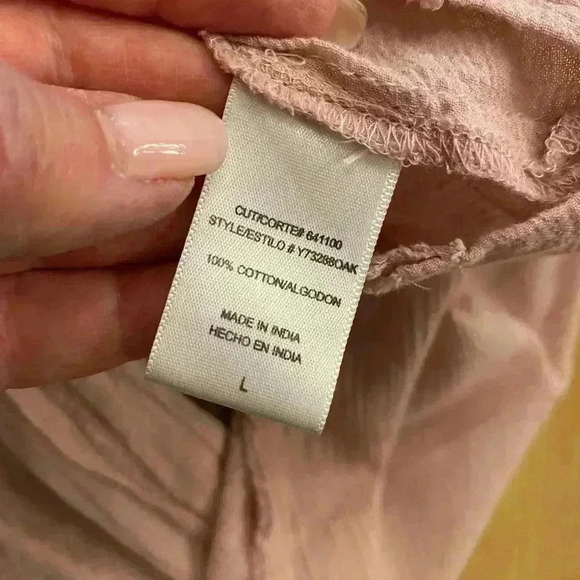 CUT/CORTE# 641100
STYLE/ESTILO # Y73288OAK
100% COTTON/ALGODON
MADE IN INDIA
HECHO EN INDIA
L